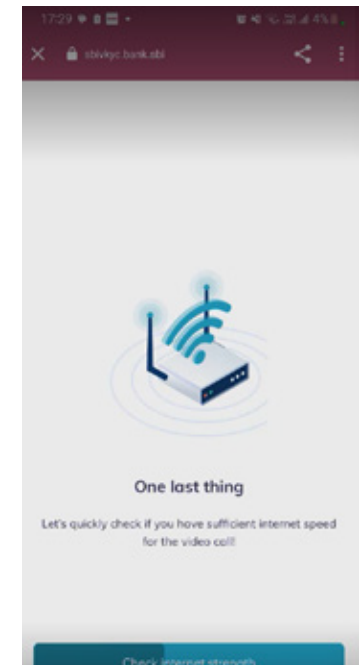 17:29
4%
sbivkyc.bank.sbi
One last thing
Let's quickly check if you have sufficient internet speed
for the video call!
Check internet strength